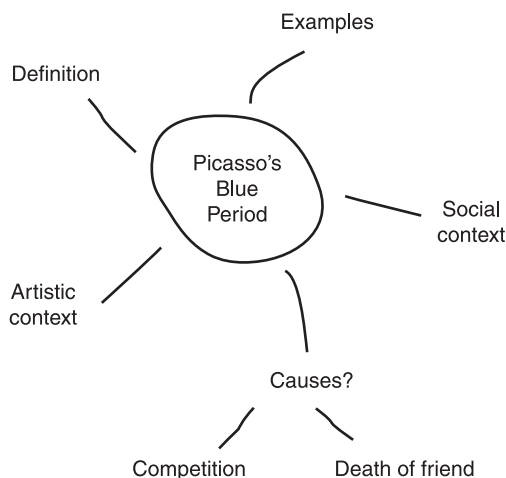 Examples
Definition
Picasso's
Blue
Period
Social
context
Artistic
context
Causes?
Competition
Death of friend